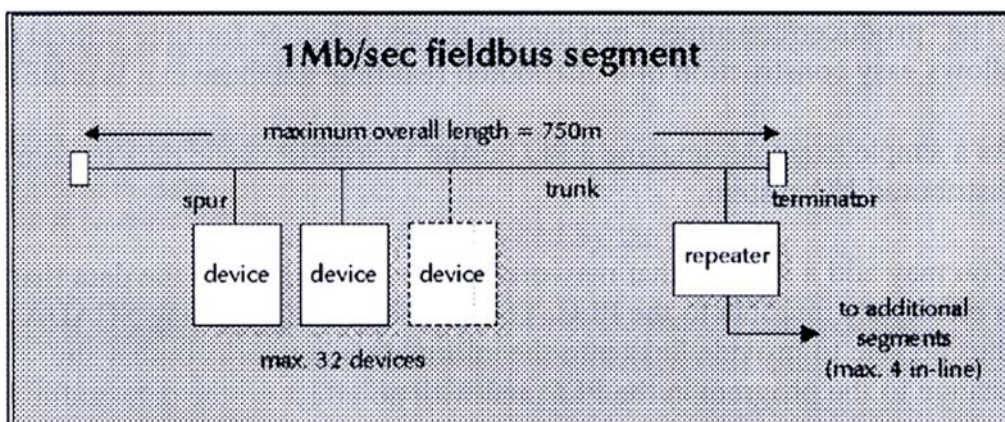 1Mb/sec fieldbus segment
maximum overall length = 750m
spur
trunk
terminator
device
device
device
repeater
max. 32 devices
to additional
segments
(max. 4 in-line)